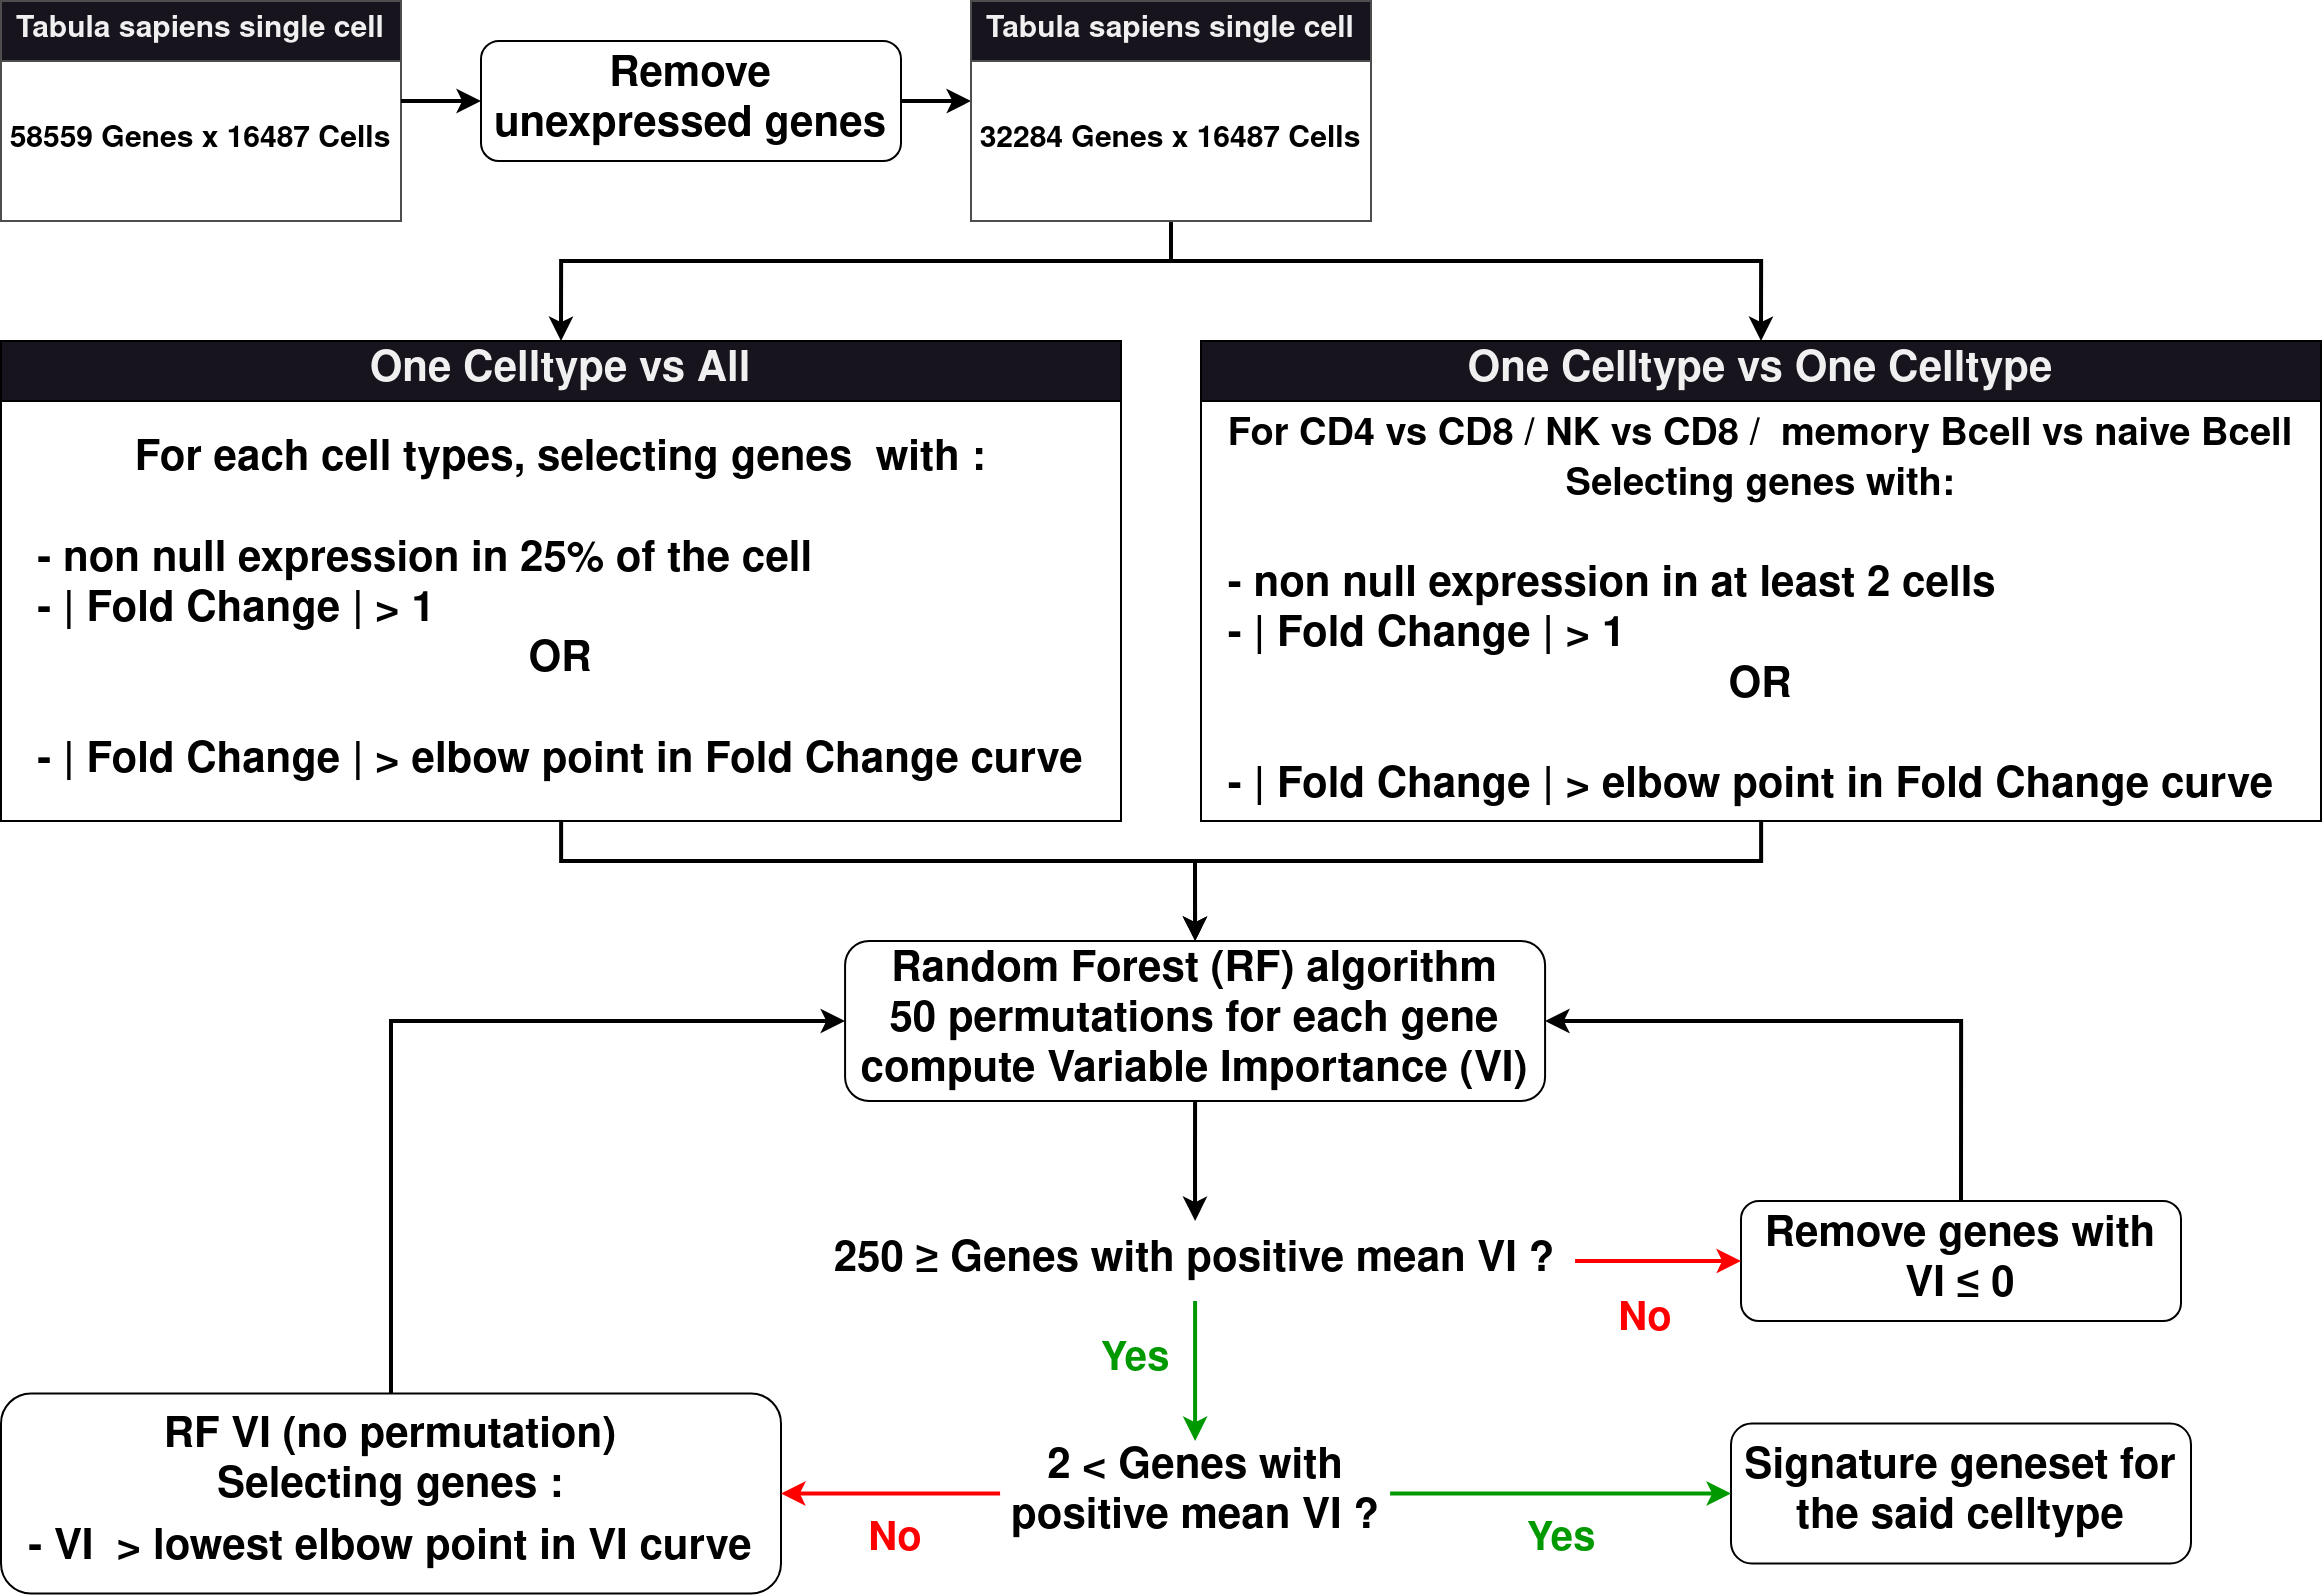 Tabula sapiens single cell
58559 Genes x 16487 Cells
Remove
unexpressed genes
Tabula sapiens single cell
32284 Genes x 16487 Cells
One Celltype vs All
For each cell types, selecting genes  with :
- non null expression in 25% of the cell
- | Fold Change | > 1
OR
- | Fold Change | > elbow point in Fold Change curve
One Celltype vs One Celltype
For CD4 vs CD8 / NK vs CD8 /  memory Bcell vs naive Bcell
Selecting genes with:
- non null expression in at least 2 cells
- | Fold Change | > 1
OR
- | Fold Change | > elbow point in Fold Change curve
Random Forest (RF) algorithm
50 permutations for each gene
compute Variable Importance (VI)
250 ≥ Genes with positive mean VI ?
No
Remove genes with
VI ≤ 0
Yes
2 < Genes with
positive mean VI ?
No
RF VI (no permutation)
Selecting genes :
- VI  > lowest elbow point in VI curve
Yes
Signature geneset for
the said celltype